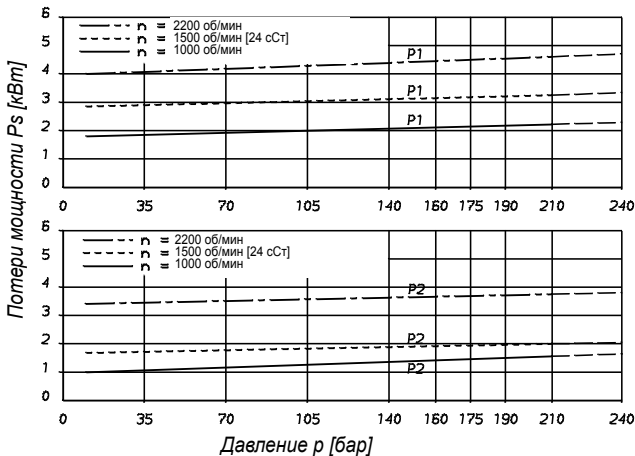 6
n = 2200 об/мин
n = 1500 об/мин [24 сСт]
n = 1000 об/мин
5
4
3
2
1
0
P1
P1
P1
0 35 70 105 140 160 175 190 210 240
6
n = 2200 об/мин
n = 1500 об/мин [24 сСт]
n = 1000 об/мин
5
4
3
2
1
0
P2
P2
P2
0 35 70 105 140 160 175 190 210 240
Потери мощности Ps [кВт]
Давление p [бар]